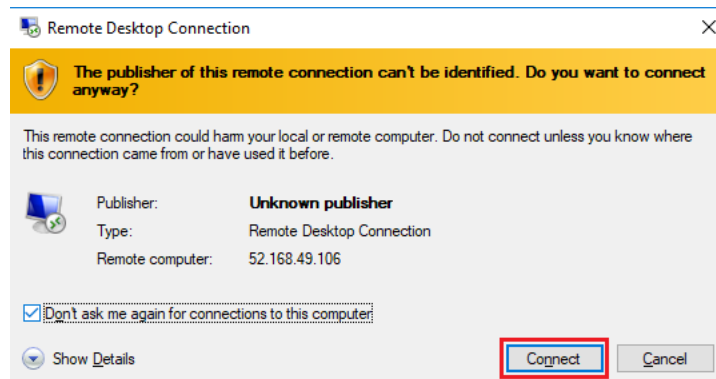 Remote Desktop Connection
The publisher of this remote connection can't be identified. Do you want to connect
anyway?
This remote connection could harm your local or remote computer. Do not connect unless you know where
this connection came from or have used it before.
Publisher: Unknown publisher
Type: Remote Desktop Connection
Remote computer: 52.168.49.106
Don't ask me again for connections to this computer
Show Details Connect Cancel